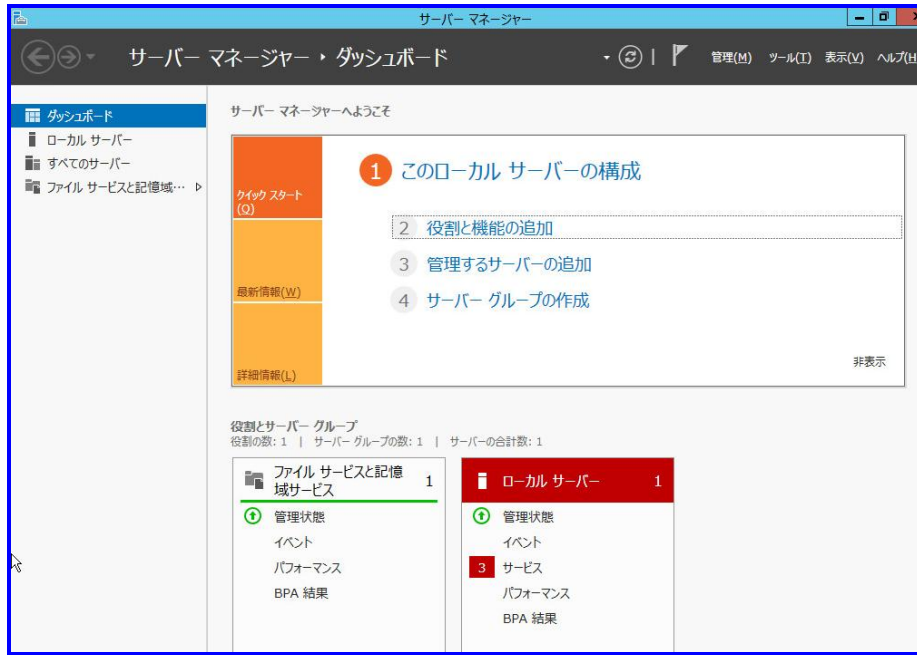 サーバー マネージャー
サーバー マネージャー ・ ダッシュボード
管理(M) ツール(T) 表示(V) ヘルプ(H
ダッシュボード
ローカル サーバー
すべてのサーバー
ファイル サービスと記憶域…
サーバー マネージャーへようこそ
クイック スタート
(Q)
最新情報(W)
詳細情報(L)
1 このローカル サーバーの構成
2 役割と機能の追加
3 管理するサーバーの追加
4 サーバー グループの作成
非表示
役割とサーバー グループ
役割の数: 1 | サーバー グループの数: 1 | サーバーの合計数: 1
ファイル サービスと記憶
域サービス
1
管理状態
イベント
パフォーマンス
BPA 結果
ローカル サーバー 1
管理状態
イベント
3 サービス
パフォーマンス
BPA 結果